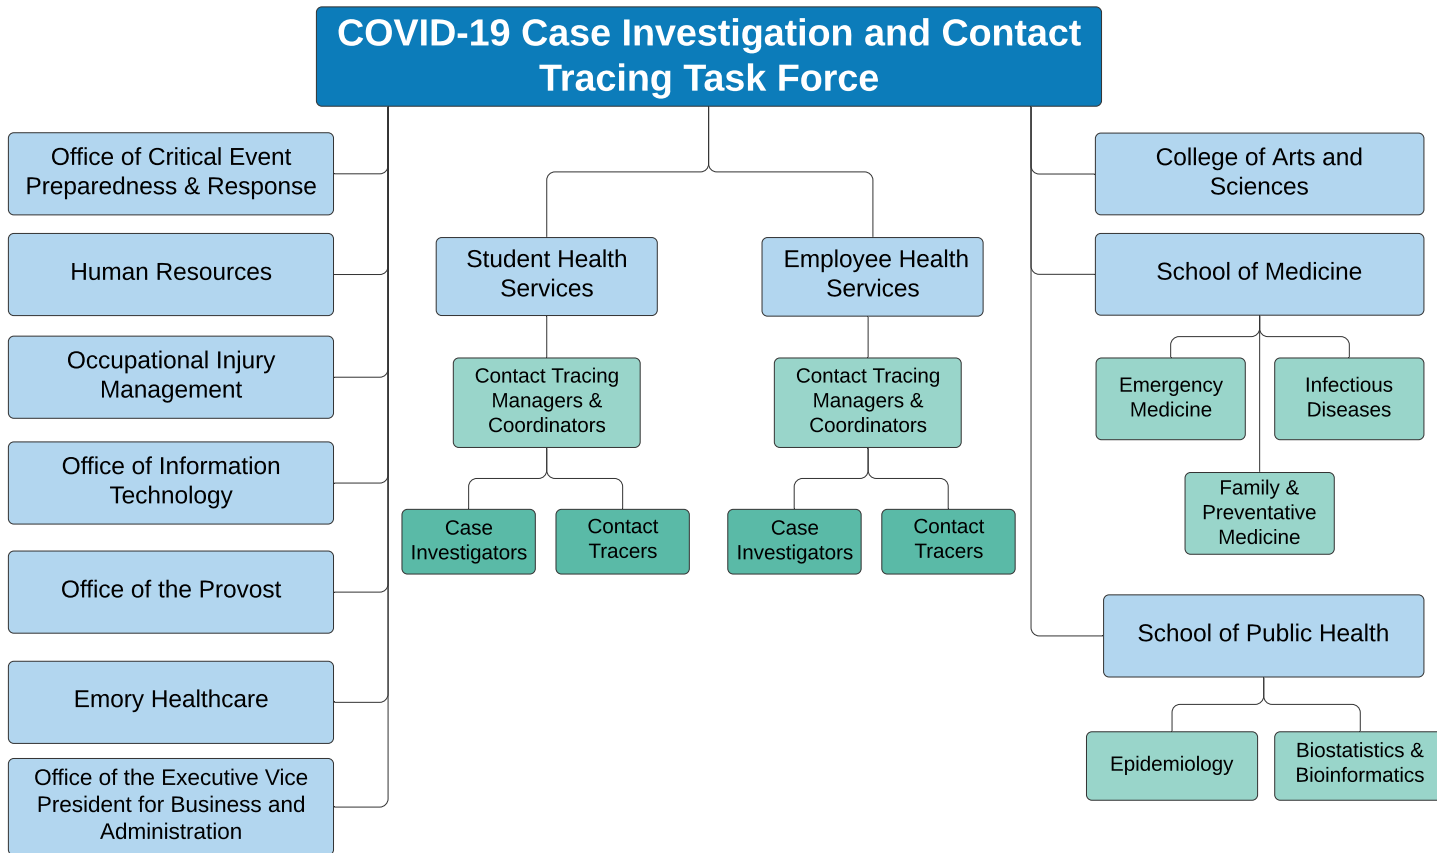 COVID-19 Case Investigation and Contact
Tracing Task Force
Office of Critical Event
Preparedness & Response
Human Resources
Occupational Injury
Management
Office of Information
Technology
Office of the Provost
Emory Healthcare
Office of the Executive Vice
President for Business and
Administration
Student Health
Services
Contact Tracing
Managers &
Coordinators
Case
Investigators
Contact
Tracers
Employee Health
Services
Contact Tracing
Managers &
Coordinators
Case
Investigators
Contact
Tracers
College of Arts and
Sciences
School of Medicine
Emergency
Medicine
Infectious
Diseases
Family &
Preventative
Medicine
School of Public Health
Epidemiology
Biostatistics &
Bioinformatics